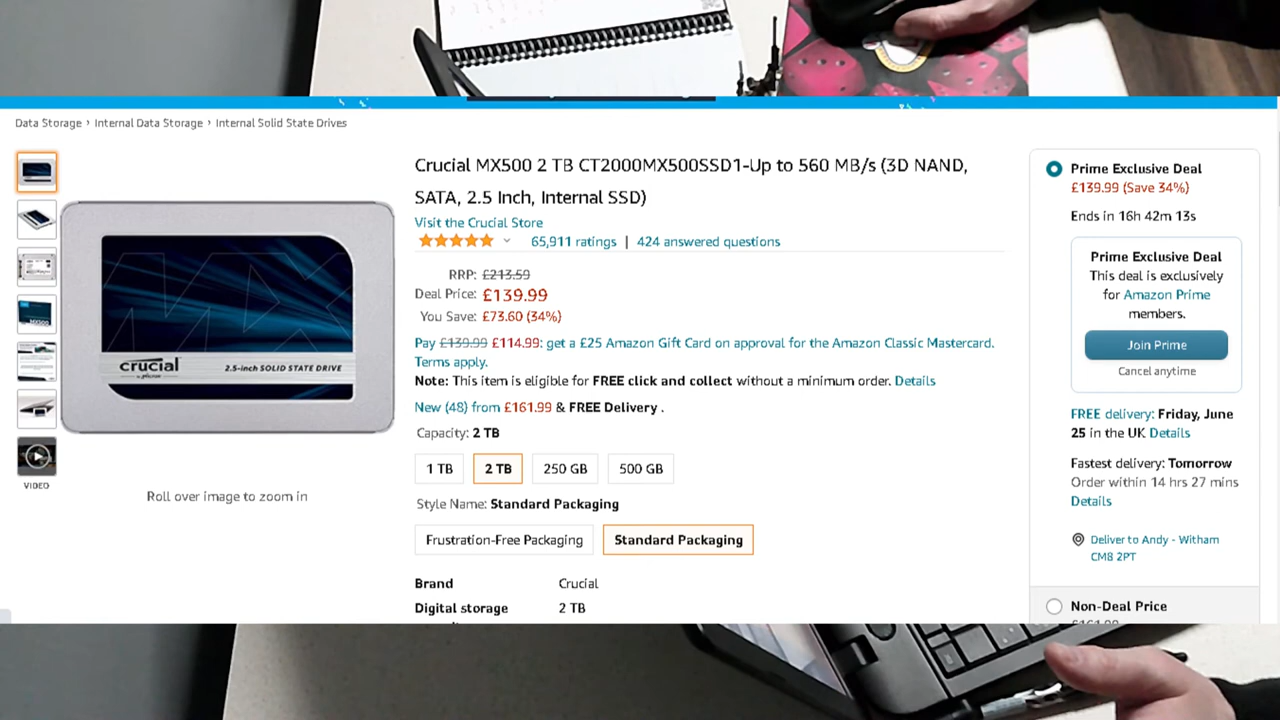 Data Storage › Internal Data Storage › Internal Solid State Drives
Crucial MX500 2 TB CT2000MX500SSD1-Up to 560 MB/s (3D NAND,
SATA, 2.5 Inch, Internal SSD)
Visit the Crucial Store
65,911 ratings | 424 answered questions
RRP: £213.59
Deal Price: £139.99
You Save: £73.60 (34%)
Pay £139.99 £114.99: get a £25 Amazon Gift Card on approval for the Amazon Classic Mastercard.
Terms apply.
Note: This item is eligible for FREE click and collect without a minimum order. Details
New (48) from £161.99 & FREE Delivery .
Capacity: 2 TB
1 TB
2 TB
250 GB
500 GB
Style Name: Standard Packaging
Frustration-Free Packaging
Standard Packaging
Brand Crucial
Digital storage 2 TB
MX
crucial
by Micron
2.5-inch SOLID STATE DRIVE
VIDEO
Roll over image to zoom in
Prime Exclusive Deal
£139.99 (Save 34%)
Ends in 16h 42m 13s
Prime Exclusive Deal
This deal is exclusively
for Amazon Prime
members.
Join Prime
Cancel anytime
FREE delivery: Friday, June
25 in the UK Details
Fastest delivery: Tomorrow
Order within 14 hrs 27 mins
Details
Deliver to Andy - Witham
CM8 2PT
Non-Deal Price
£161.99